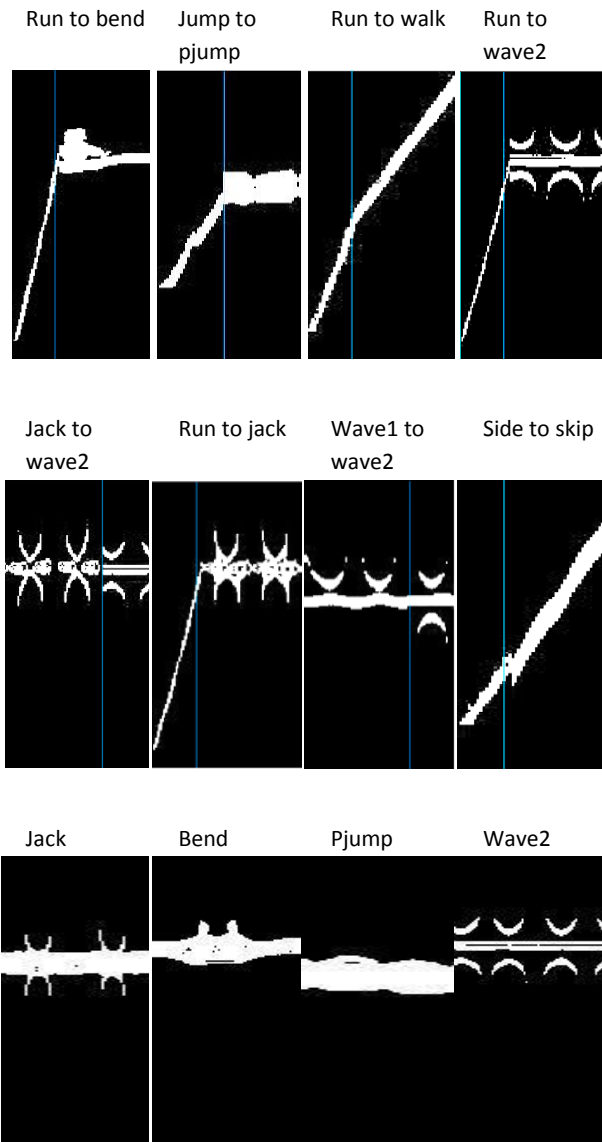 Run to bend
Jump to
pjump
Run to walk
Run to
wave2
Jack to
wave2
Run to jack
Wave1 to
wave2
Side to skip
Jack
Bend
Pjump
Wave2